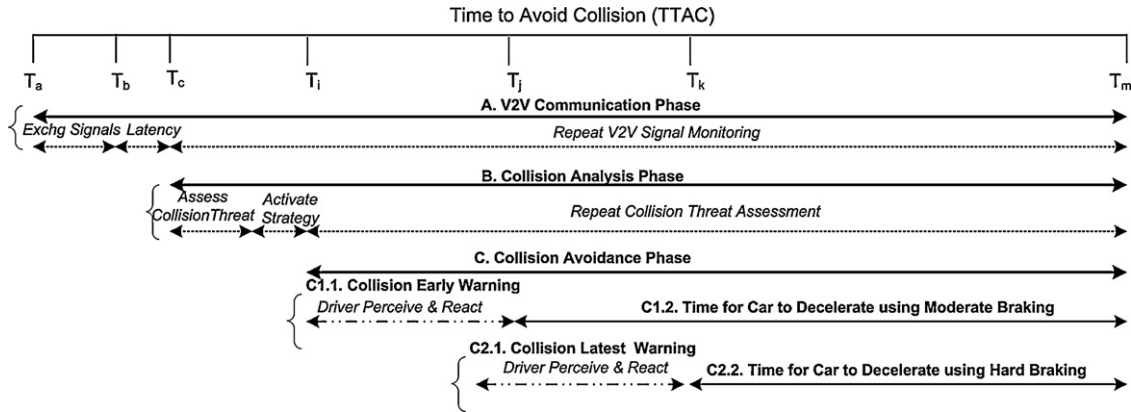 Time to Avoid Collision (TTAC)
Ta Tb Tc Ti Tj Tk Tm
A. V2V Communication Phase
Exchg Signals Latency Repeat V2V Signal Monitoring
B. Collision Analysis Phase
Assess Activate
CollisionThreat Strategy Repeat Collision Threat Assessment
C. Collision Avoidance Phase
C1.1. Collision Early Warning
Driver Perceive & React C1.2. Time for Car to Decelerate using Moderate Braking
C2.1. Collision Latest Warning
Driver Perceive & React C2.2. Time for Car to Decelerate using Hard Braking